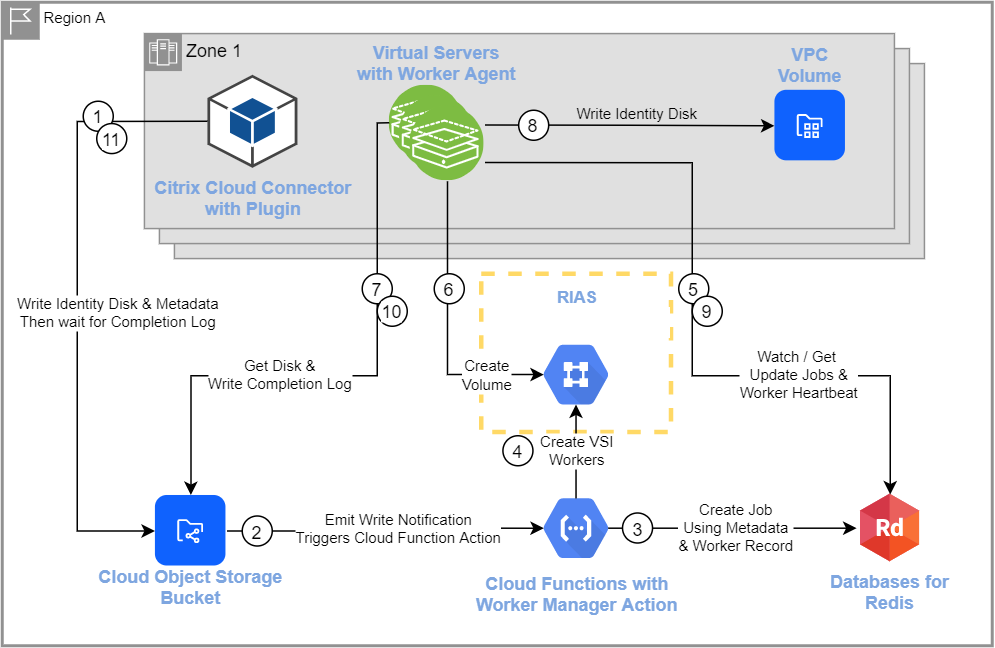 Region A
Zone 1
Virtual Servers
with Worker Agent
VPC
Volume
1
11
8
Write Identity Disk
Citrix Cloud Connector
with Plugin
7
10
6
5
9
RIAS
Write Identity Disk & Metadata
Then wait for Completion Log
Get Disk &
Write Completion Log
Create
Volume
Watch / Get
Update Jobs &
Worker Heartbeat
4
Create VSI
Workers
2
Emit Write Notification
Triggers Cloud Function Action
3
Create Job
Using Metadata
& Worker Record
Rd
Cloud Object Storage
Bucket
Cloud Functions with
Worker Manager Action
Databases for
Redis